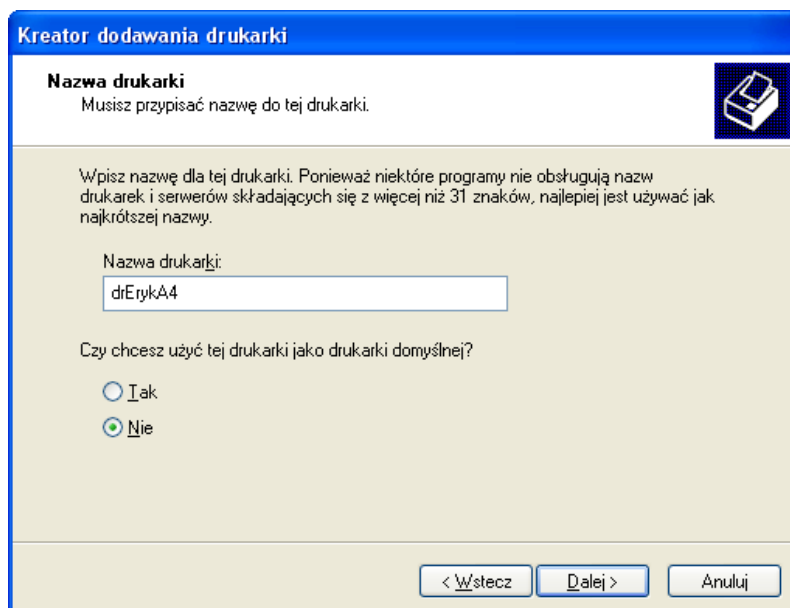 Kreator dodawania drukarki
Nazwa drukarki
Musisz przypisać nazwę do tej drukarki.
Wpisz nazwę dla tej drukarki. Ponieważ niektóre programy nie obsługują nazw
drukarek i serwerów składających się z więcej niż 31 znaków, najlepiej jest używać jak
najkrótszej nazwy.
Nazwa drukarki:
drErykA4
Czy chcesz użyć tej drukarki jako drukarki domyślnej?
Tak
Nie
< Wstecz Dalej > Anuluj